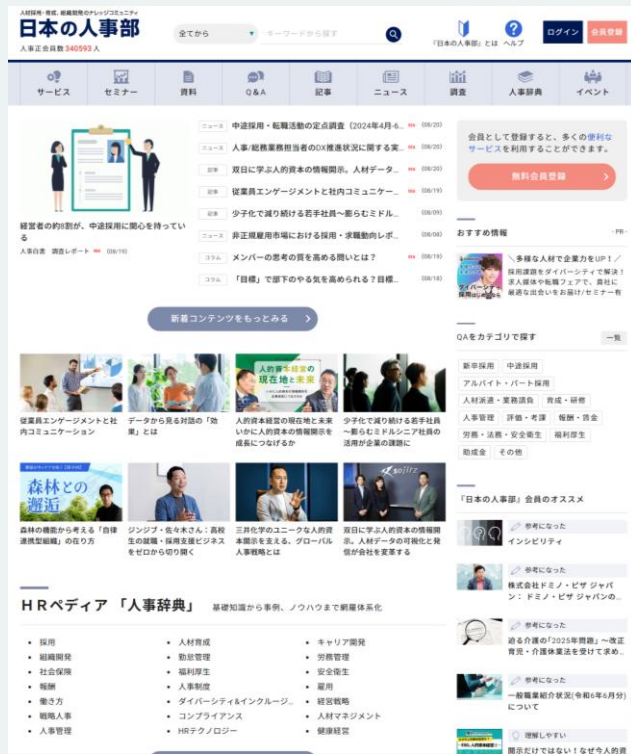 人材採用・育成、組織開発のナレッジコミュニティ
日本の人事部
人事正会員数 340593 人
全てから
キーワードから探す
『日本の人事部』とは
ヘルプ
ログイン
会員登録
サービス
セミナー
資料
Q&A
記事
ニュース
調査
人事辞典
イベント
経営者の約8割が、中途採用に関心を持っている
人事白書 調査レポート (08/19)
ニュース 中途採用・転職活動の定点調査（2024年4月-6... (08/20)
ニュース 人事/総務業務担当者のDX推進状況に関する実... (08/20)
記事 双日に学ぶ人的資本の情報開示。人材データ... (08/20)
記事 従業員エンゲージメントと社内コミュニケー... (08/19)
記事 少子化で減り続ける若手社員〜膨らむミドル... (08/09)
ニュース 非正規雇用市場における採用・求職動向レポ... (08/08)
コラム メンバーの思考の質を高める問いとは？ (08/19)
コラム 「目標」で部下のやる気を高められる？目標... (08/18)
新着コンテンツをもっとみる
会員として登録すると、多くの便利な
サービスを利用することができます。
無料会員登録
おすすめ情報
- PR -
ダイバーシティ
採用はじめるなら
＼多様な人材で企業力をUP！／
採用課題をダイバーシティで解決！
求人媒体や転職フェアで、貴社に
最適な出会いをお届け/セミナー有
QAをカテゴリで探す
一覧
新卒採用 中途採用
アルバイト・パート採用
人材派遣・業務請負 育成・研修
人事管理 評価・考課 報酬・賃金
労務・法務・安全衛生 福利厚生
助成金 その他
人的資本経営の
現在地と未来
従業員エンゲージメントと社
内コミュニケーション
データから見る対話の「効
果」とは
人的資本経営の現在地と未来
いかに人的資本の情報開示を
成長につなげるか
少子化で減り続ける若手社員
〜膨らむミドルシニア社員の
活用が企業の課題に
森林との
邂逅
sojitz
森林の機能から考える「自律
連携型組織」の在り方
ジンジブ・佐々木さん：高校
生の就職・採用支援ビジネス
をゼロから切り開く
三井化学のユニークな人的資
本開示を支える、グローバル
人事戦略とは
双日に学ぶ人的資本の情報開
示。人材データの可視化と発
信が会社を変革する
『日本の人事部』会員のオススメ
参考になった
インシビリティ
参考になった
株式会社ドミノ・ピザ ジャパ
ン： ドミノ・ピザ ジャパンの...
参考になった
迫る介護の「2025年問題」〜改正
育児・介護休業法を受けて求め...
参考になった
一般職業紹介状況(令和6年6月分)
について
理解しやすい
開示だけではない！なぜ今人的資
HRペディア 「人事辞典」 基礎知識から事例、ノウハウまで網羅体系化
採用
組織開発
社会保険
報酬
働き方
戦略人事
人事管理
人材育成
勤怠管理
福利厚生
人事制度
ダイバーシティ&インクルージ...
コンプライアンス
HRテクノロジー
キャリア開発
労務管理
安全衛生
雇用
経営戦略
人材マネジメント
健康経営